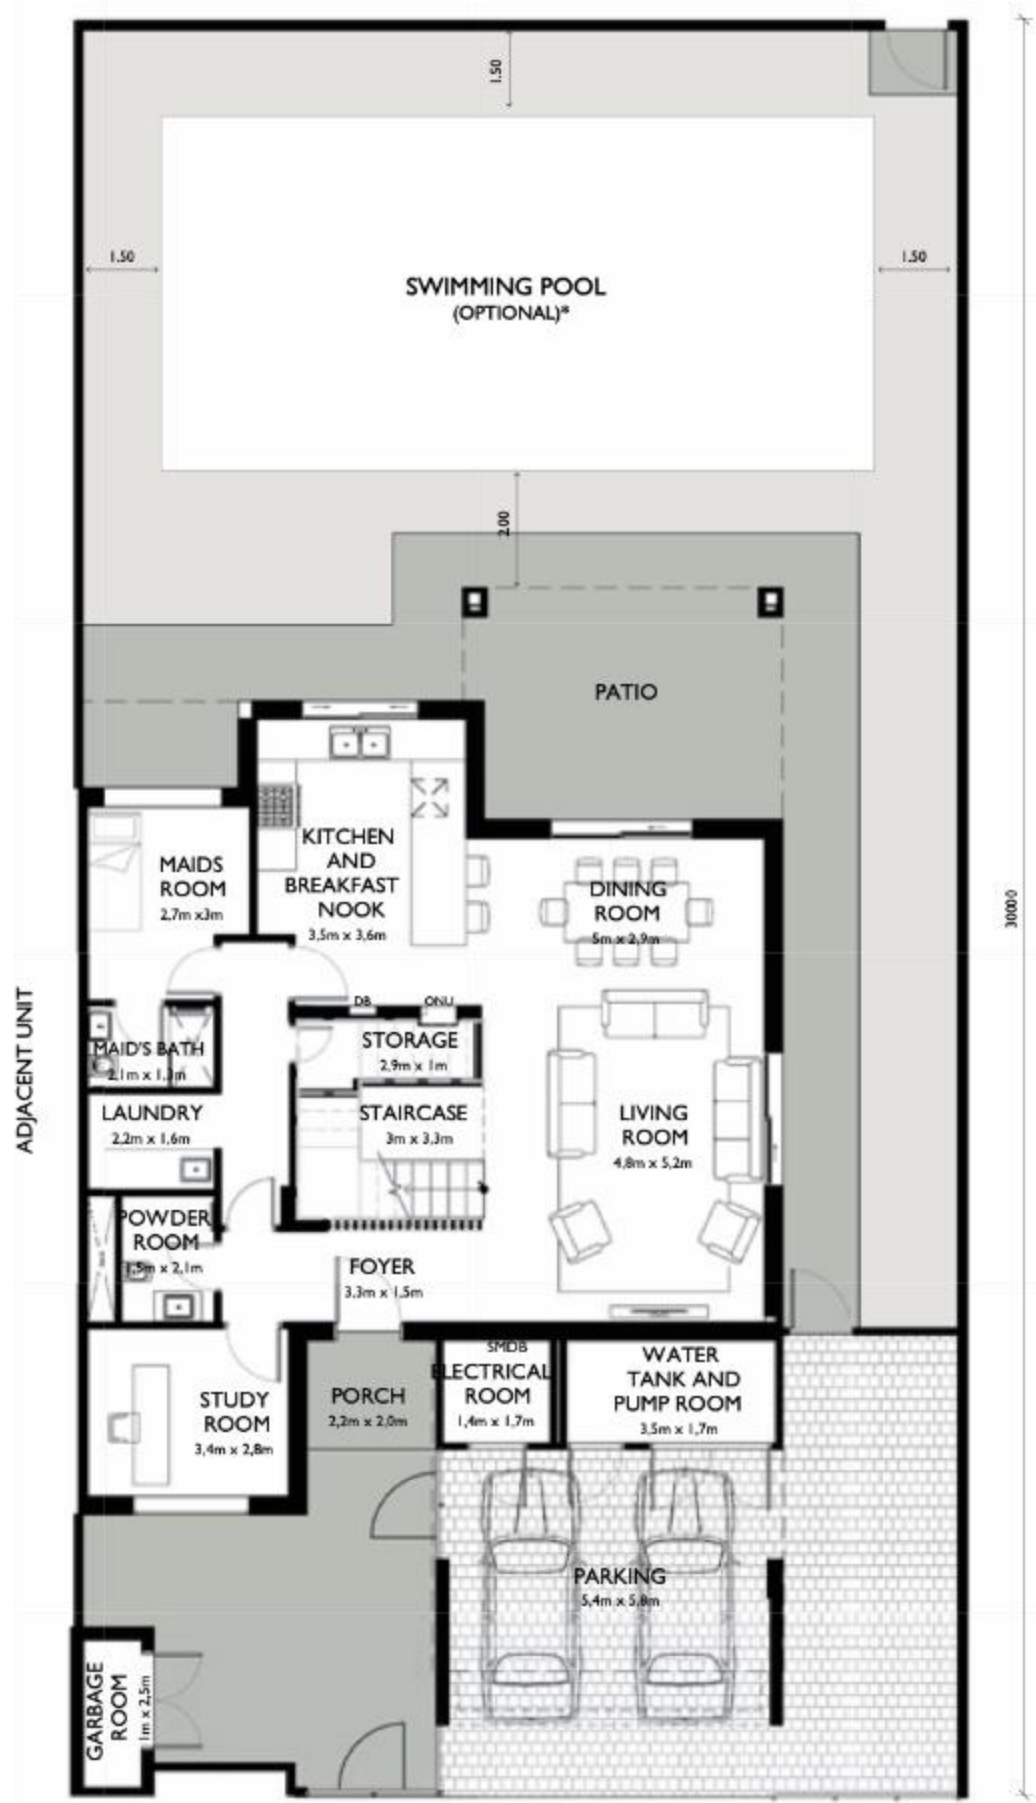 1.50
1.50
1.50
SWIMMING POOL
(OPTIONAL)*
2.00
PATIO
KITCHEN
AND
BREAKFAST
NOOK
3,5m x 3,6m
MAIDS
ROOM
2,7m x3m
DINING
ROOM
5m x 2,9m
30000
ADJACENT UNIT
DB
ONU
STORAGE
2,9m x 1m
MAID'S BATH
2,1m x 1,3m
LAUNDRY
2,2m x 1,6m
STAIRCASE
3m x 3,3m
LIVING
ROOM
4,8m x 5,2m
POWDER
ROOM
1,5m x 2,1m
FOYER
3,3m x 1,5m
SMDB
ELECTRICAL
ROOM
1,4m x 1,7m
WATER
TANK AND
PUMP ROOM
3,5m x 1,7m
STUDY
ROOM
3,4m x 2,8m
PORCH
2,2m x 2,0m
PARKING
5,4m x 5,8m
GARBAGE
ROOM
1m x 2,5m